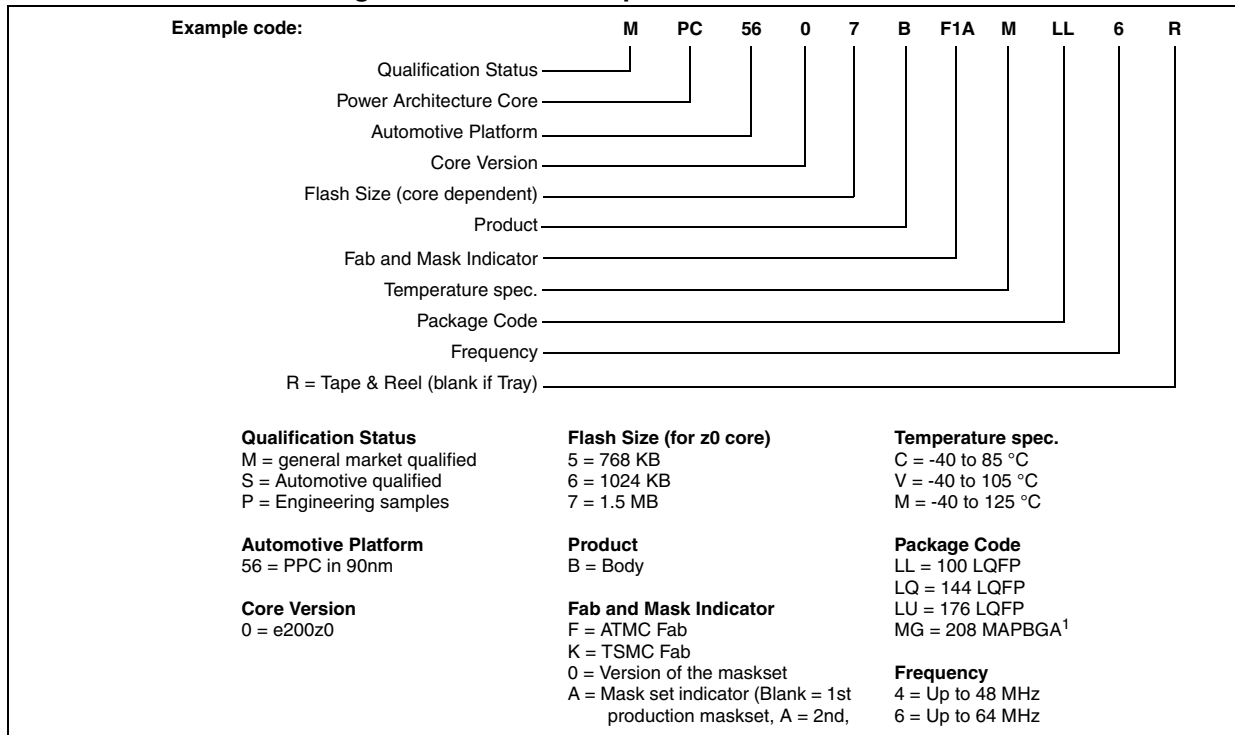 Example code: M PC 56 0 7 B F1A M LL 6 R
Qualification Status
Power Architecture Core
Automotive Platform
Core Version
Flash Size (core dependent)
Product
Fab and Mask Indicator
Temperature spec.
Package Code
Frequency
R = Tape & Reel (blank if Tray)
Qualification Status
M = general market qualified
S = Automotive qualified
P = Engineering samples
Automotive Platform
56 = PPC in 90nm
Core Version
0 = e200z0
Flash Size (for z0 core)
5 = 768 KB
6 = 1024 KB
7 = 1.5 MB
Product
B = Body
Fab and Mask Indicator
F = ATMC Fab
K = TSMC Fab
0 = Version of the maskset
A = Mask set indicator (Blank = 1st
production maskset, A = 2nd,
Temperature spec.
C = -40 to 85 °C
V = -40 to 105 °C
M = -40 to 125 °C
Package Code
LL = 100 LQFP
LQ = 144 LQFP
LU = 176 LQFP
MG = 208 MAPBGA1
Frequency
4 = Up to 48 MHz
6 = Up to 64 MHz